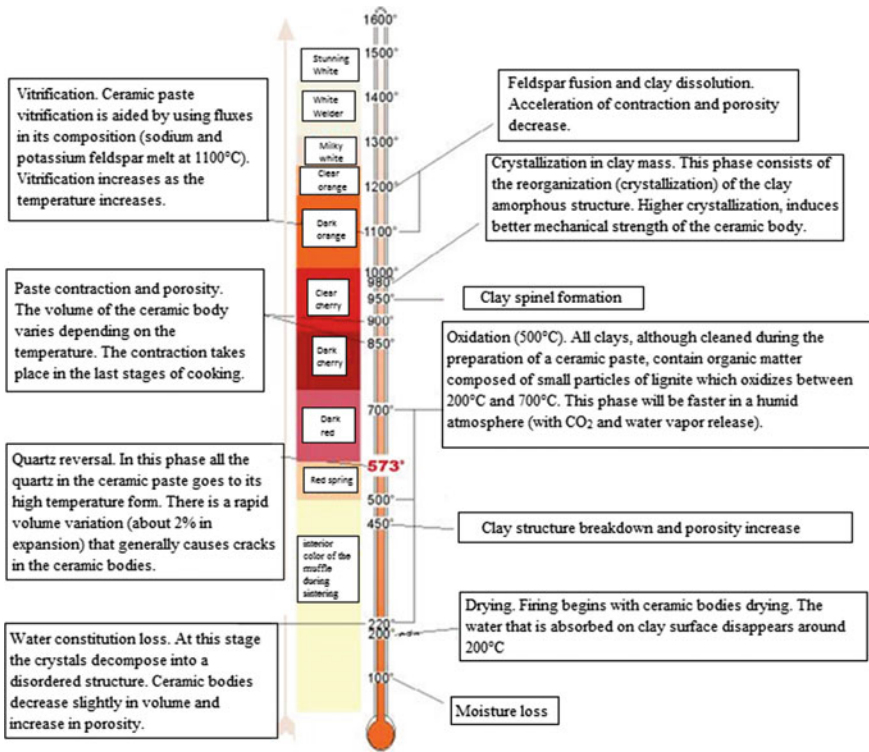 1600°
1500°
1400°
1300°
1200°
1100°
1000°
980°
950°
900°
850°
700°
573°
500°
450°
220°
200°
100°
Stunning
White
White
Welder
Milky
white
Clear
orange
Dark
orange
Clear
cherry
Dark
cherry
Dark
red
Red spring
interior
color of the
muffle
during
sintering
Vitrification. Ceramic paste
vitrification is aided by using fluxes
in its composition (sodium and
potassium feldspar melt at 1100°C).
Vitrification increases as the
temperature increases.
Paste contraction and porosity.
The volume of the ceramic body
varies depending on the
temperature. The contraction takes
place in the last stages of cooking.
Quartz reversal. In this phase all the
quartz in the ceramic paste goes to its
high temperature form. There is a rapid
volume variation (about 2% in
expansion) that generally causes cracks
in the ceramic bodies.
Water constitution loss. At this stage
the crystals decompose into a
disordered structure. Ceramic bodies
decrease slightly in volume and
increase in porosity.
Feldspar fusion and clay dissolution.
Acceleration of contraction and porosity
decrease.
Crystallization in clay mass. This phase consists of
the reorganization (crystallization) of the clay
amorphous structure. Higher crystallization, induces
better mechanical strength of the ceramic body.
Clay spinel formation
Oxidation (500°C). All clays, although cleaned during the
preparation of a ceramic paste, contain organic matter
composed of small particles of lignite which oxidizes between
200°C and 700°C. This phase will be faster in a humid
atmosphere (with CO₂ and water vapor release).
Clay structure breakdown and porosity increase
Drying. Firing begins with ceramic bodies drying. The
water that is absorbed on clay surface disappears around
200°C
Moisture loss